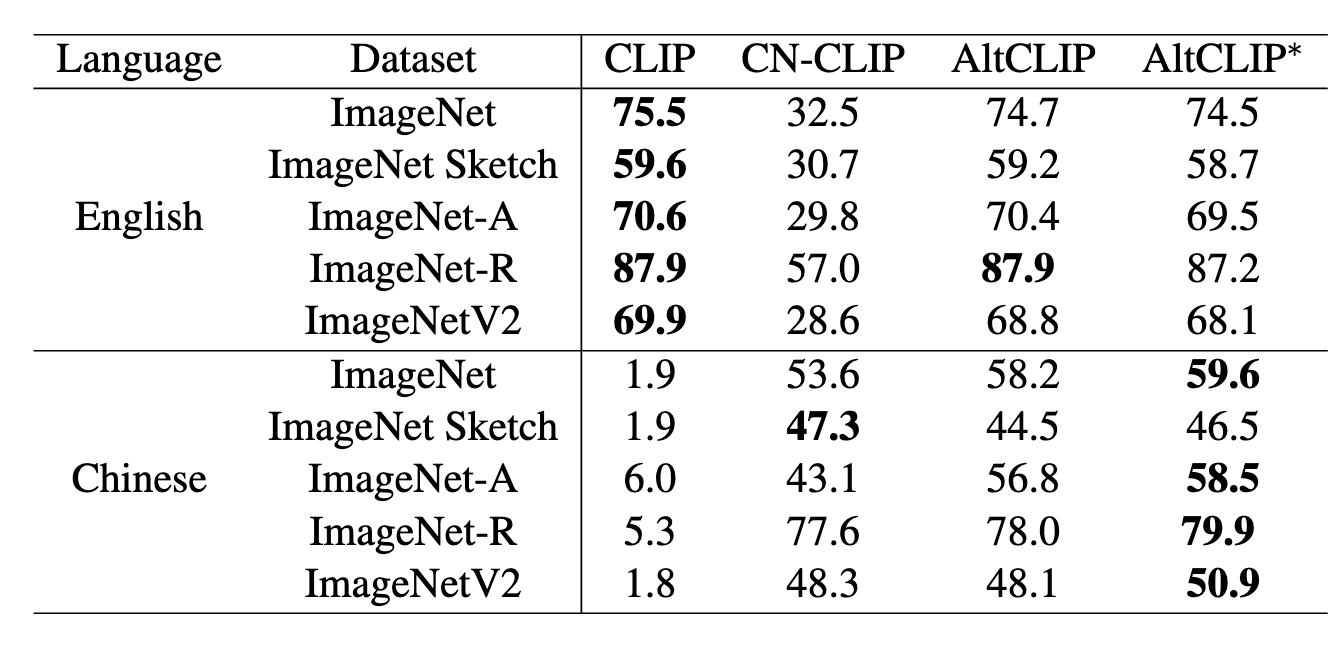 Language Dataset CLIP CN-CLIP AltCLIP AltCLIP*
ImageNet 75.5 32.5 74.7 74.5
ImageNet Sketch 59.6 30.7 59.2 58.7
English ImageNet-A 70.6 29.8 70.4 69.5
ImageNet-R 87.9 57.0 87.9 87.2
ImageNetV2 69.9 28.6 68.8 68.1
ImageNet 1.9 53.6 58.2 59.6
ImageNet Sketch 1.9 47.3 44.5 46.5
Chinese ImageNet-A 6.0 43.1 56.8 58.5
ImageNet-R 5.3 77.6 78.0 79.9
ImageNetV2 1.8 48.3 48.1 50.9